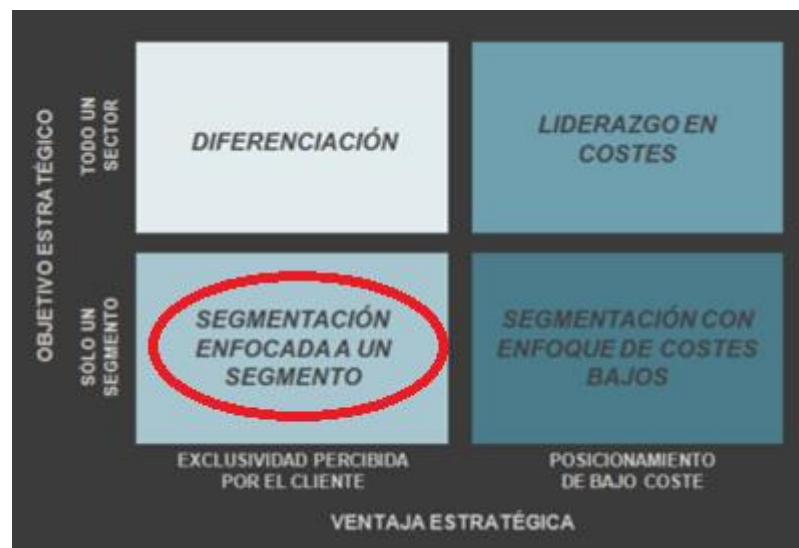 OBJETIVO ESTRATÉGICO
TODO UN
SECTOR
DIFERENCIACIÓN
LIDERAZGO EN
COSTES
SÓLO UN
SEGMENTO
SEGMENTACIÓN
ENFOCADA A UN
SEGMENTO
SEGMENTACIÓN CON
ENFOQUE DE COSTES
BAJOS
EXCLUSIVIDAD PERCIBIDA
POR EL CLIENTE
POSICIONAMIENTO
DE BAJO COSTE
VENTAJA ESTRATÉGICA